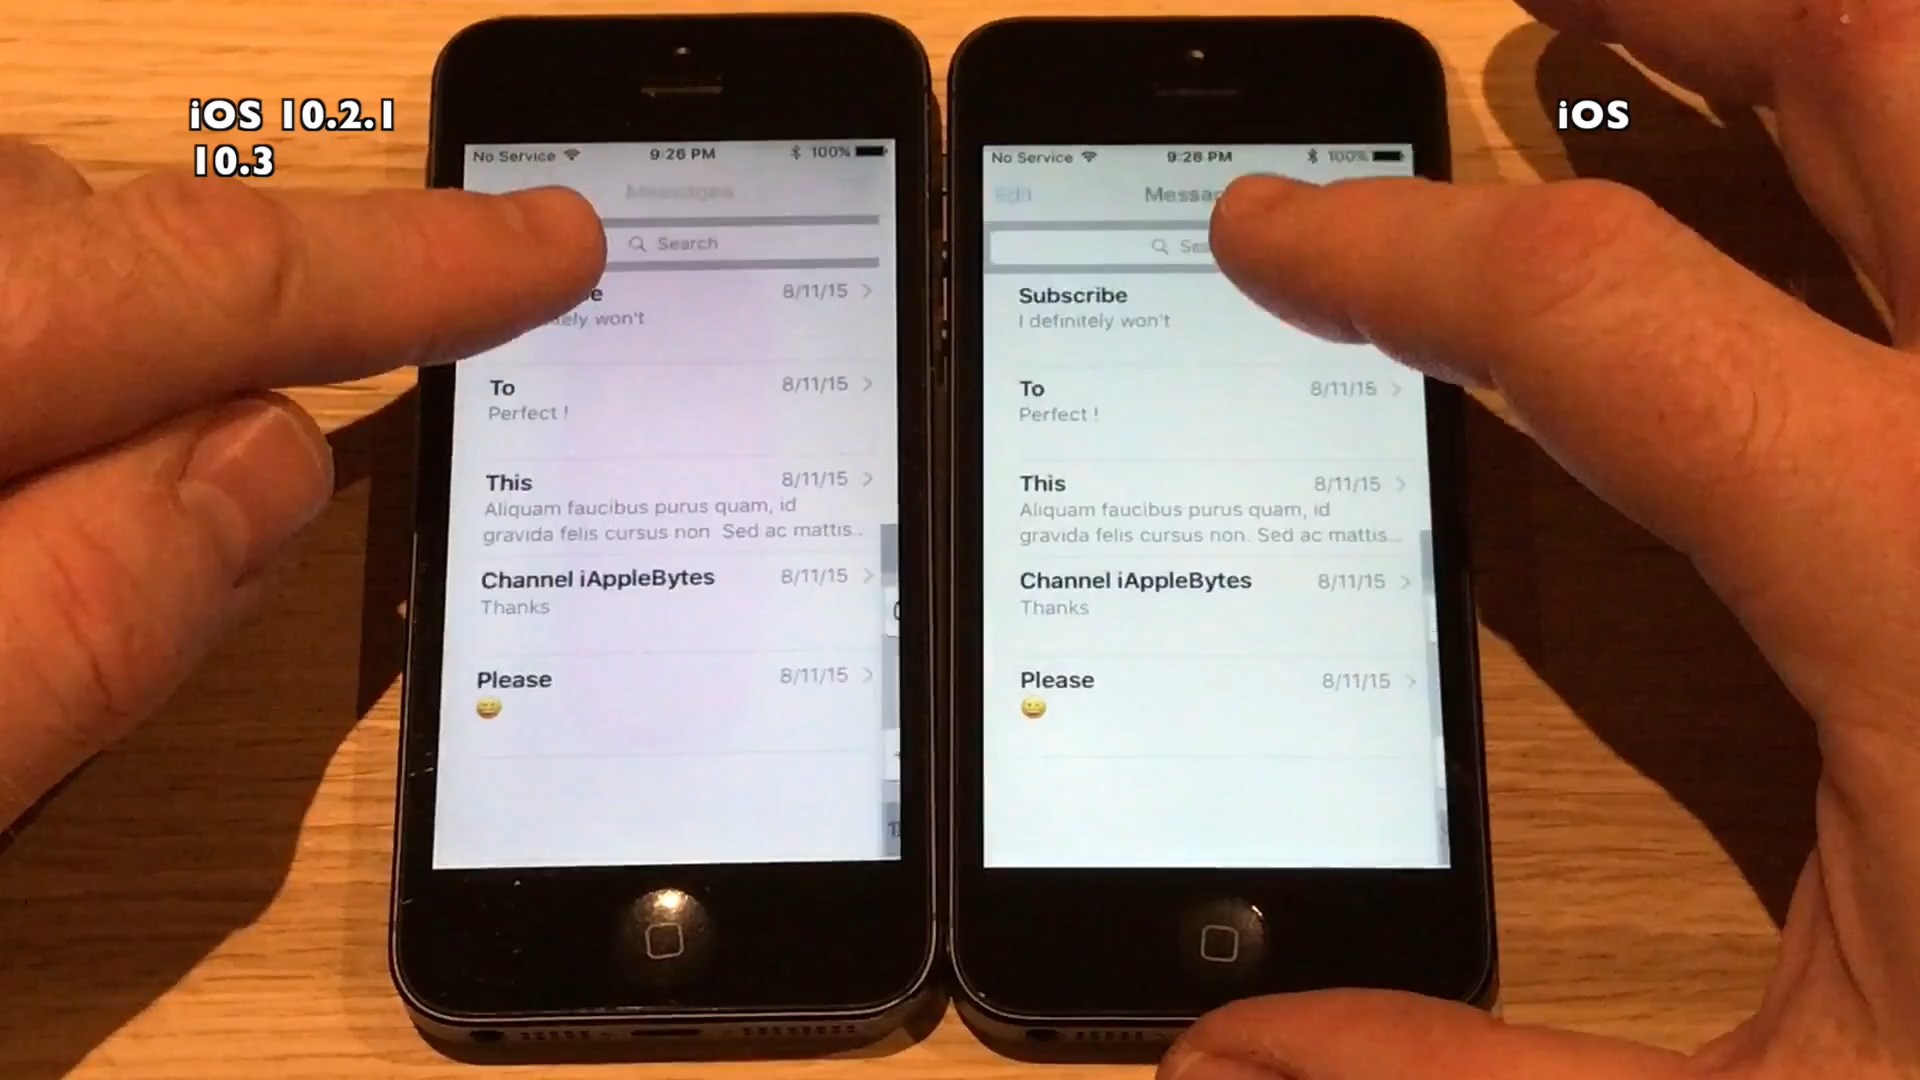 iOS 10.2.1
10.3
iOS
No Service 9:26 PM 100%
Messages
Search
8/11/15
won't
To 8/11/15
Perfect !
This 8/11/15
Aliquam faucibus purus quam, id
gravida felis cursus non. Sed ac mattis...
Channel iAppleBytes 8/11/15
Thanks
Please 8/11/15
No Service 9:28 PM 100%
Edit
Subscribe
I definitely won't
To 8/11/15
Perfect !
This 8/11/15
Aliquam faucibus purus quam, id
gravida felis cursus non. Sed ac mattis...
Channel iAppleBytes 8/11/15
Thanks
Please 8/11/15